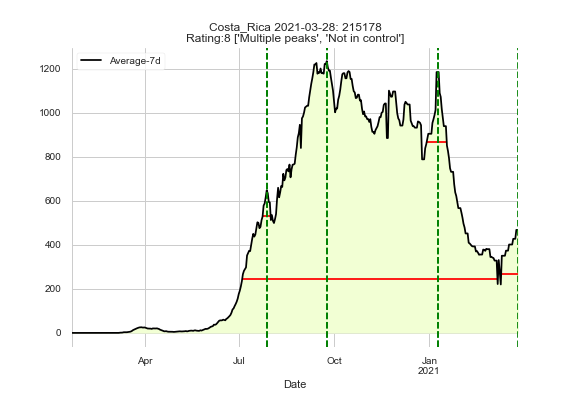 Costa_Rica 2021-03-28: 215178
Rating:8 ['Multiple peaks', 'Not in control']
Average-7d
1200
1000
800
600
400
200
0
Apr
Jul
Oct
Jan
2021
Date